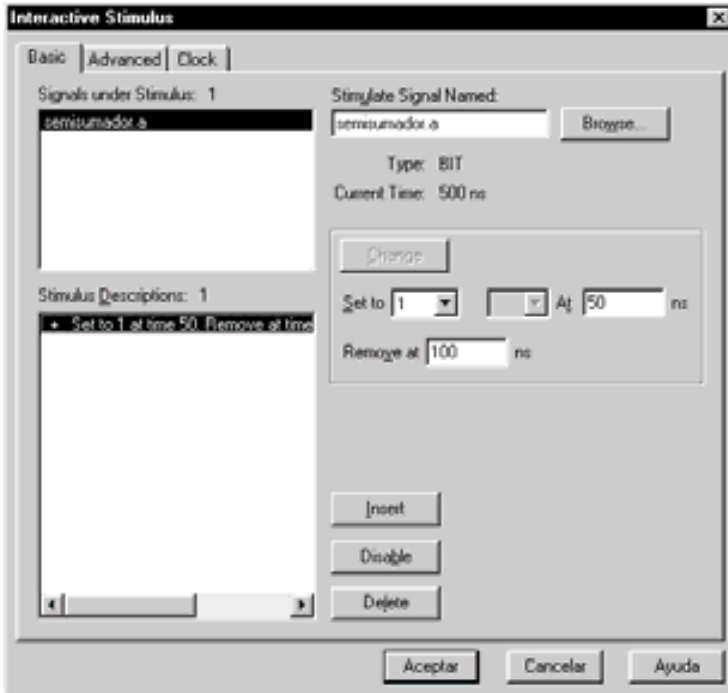 Interactive Stimulus
Basic
Advanced
Clock
Signals under Stimulus: 1
semisumador.a
Stimulus Descriptions: 1
+ Set to 1 at time 50. Remove at time
Stimulate Signal Named:
semisumador.a
Browse...
Type: BIT
Current Time: 500 ns
Change
Set to 1 At 50 ns
Remove at 100 ns
Insert
Disable
Delete
Aceptar
Cancelar
Ayuda